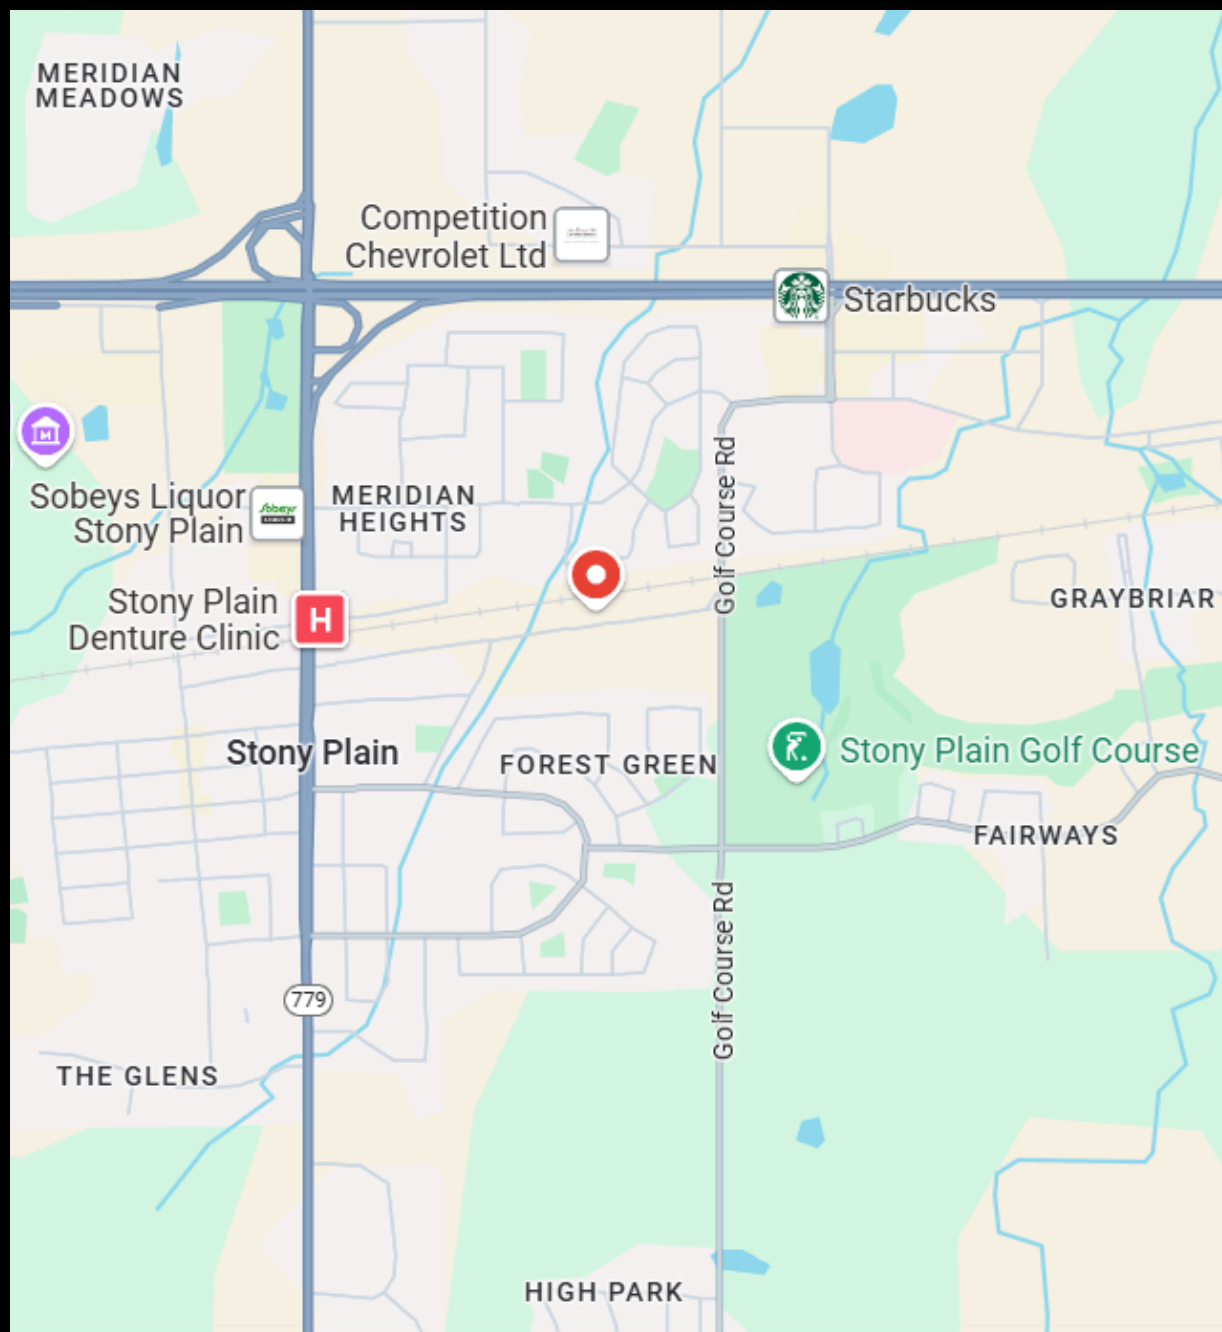 MERIDIAN
MEADOWS
Competition
Chevrolet Ltd
Starbucks
Golf Course Rd
Sobeys Liquor
Stony Plain
Sobeys
MERIDIAN
HEIGHTS
H
M
Stony Plain
Denture Clinic
GRAYBRIAR
Stony Plain
FOREST GREEN
Stony Plain Golf Course
FAIRWAYS
Golf Course Rd
779
THE GLENS
HIGH PARK